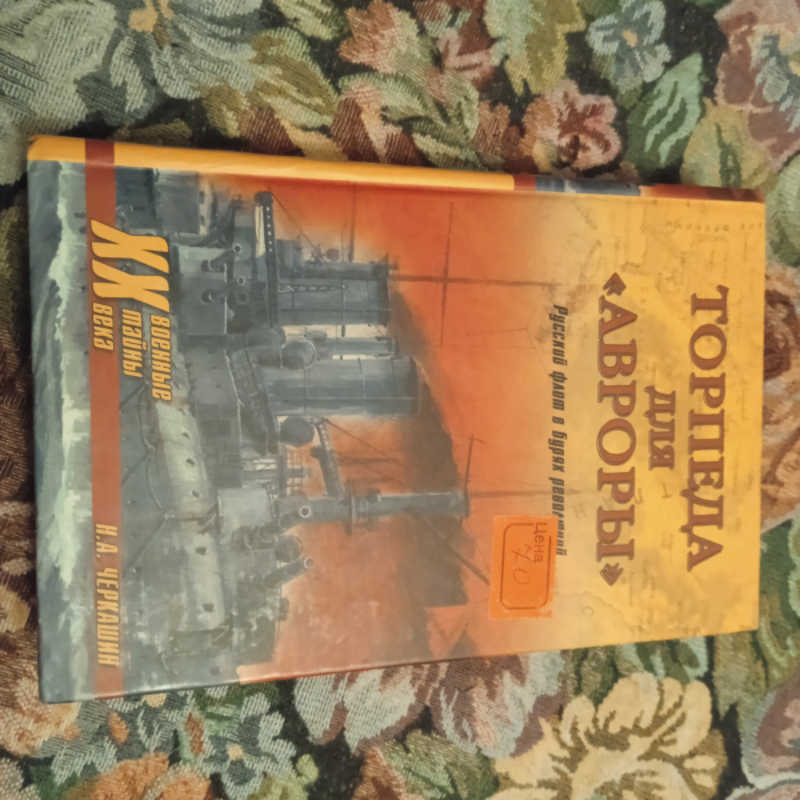 ТОРПЕДА
ДЛЯ
«АВРОРЫ»
Русский флот в бурях революций
Цена
XX
военные
тайны
века
Н.А. ЧЕРКАШИН